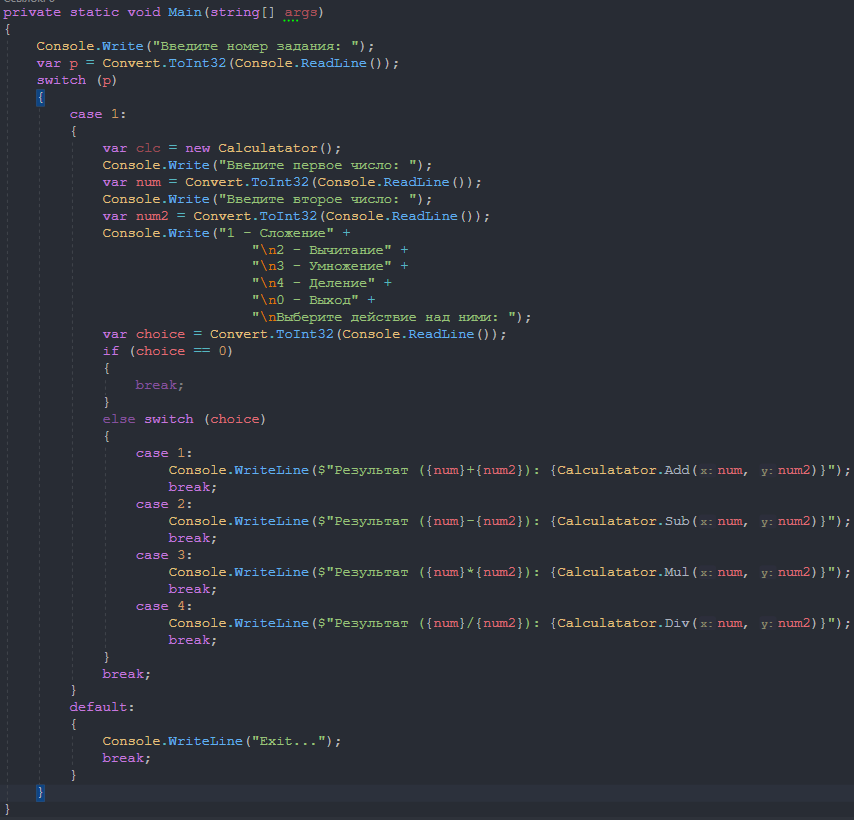 private static void Main(string[] args)
{
    Console.Write("Введите номер задания: ");
    var p = Convert.ToInt32(Console.ReadLine());
    switch (p)
    {
        case 1:
        {
            var clc = new Calculatator();
            Console.Write("Введите первое число: ");
            var num = Convert.ToInt32(Console.ReadLine());
            Console.Write("Введите второе число: ");
            var num2 = Convert.ToInt32(Console.ReadLine());
            Console.Write("1 - Сложение" +
                              "\n2 - Вычитание" +
                              "\n3 - Умножение" +
                              "\n4 - Деление" +
                              "\n0 - Выход" +
                              "\nВыберите действие над ними: ");
            var choice = Convert.ToInt32(Console.ReadLine());
            if (choice == 0)
            {
                break;
            }
            else switch (choice)
            {
                case 1:
                    Console.WriteLine($"Результат ({num}+{num2}): {Calculatator.Add(x: num, y: num2)}");
                    break;
                case 2:
                    Console.WriteLine($"Результат ({num}-{num2}): {Calculatator.Sub(x: num, y: num2)}");
                    break;
                case 3:
                    Console.WriteLine($"Результат ({num}*{num2}): {Calculatator.Mul(x: num, y: num2)}");
                    break;
                case 4:
                    Console.WriteLine($"Результат ({num}/{num2}): {Calculatator.Div(x: num, y: num2)}");
                    break;
            }
            break;
        }
        default:
        {
            Console.WriteLine("Exit...");
            break;
        }
    }
}